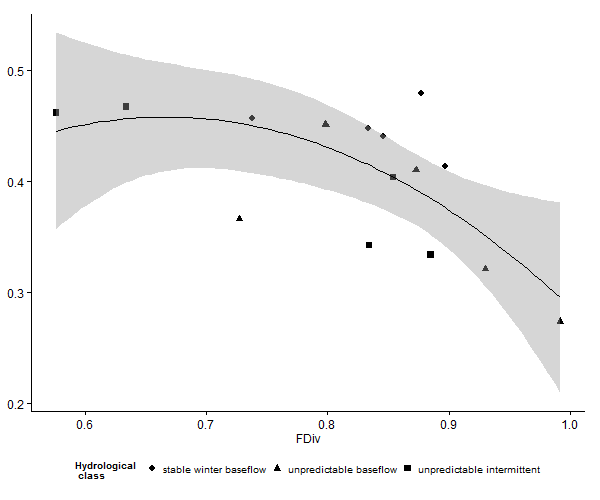 0.5
0.4
0.3
0.2
0.6 0.7 0.8 0.9 1.0
FDiv
Hydrological
class
stable winter baseflow unpredictable baseflow unpredictable intermittent